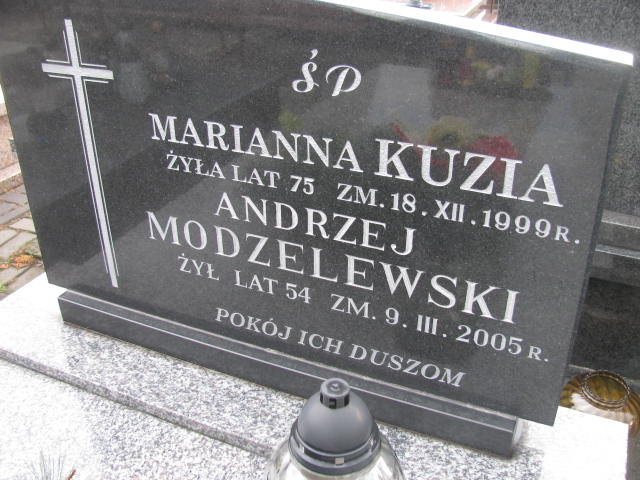 Ś P
MARIANNA KUZIA
ŻYŁA LAT 75 ZM. 18. XII. 1999 R.
ANDRZEJ
MODZELEWSKI
ŻYŁ LAT 54 ZM. 9. III. 2005 R.
POKÓJ ICH DUSZOM